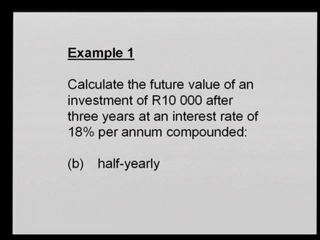 Example 1
Calculate the future value of an
investment of R10 000 after
three years at an interest rate of
18% per annum compounded:
(b) half-yearly